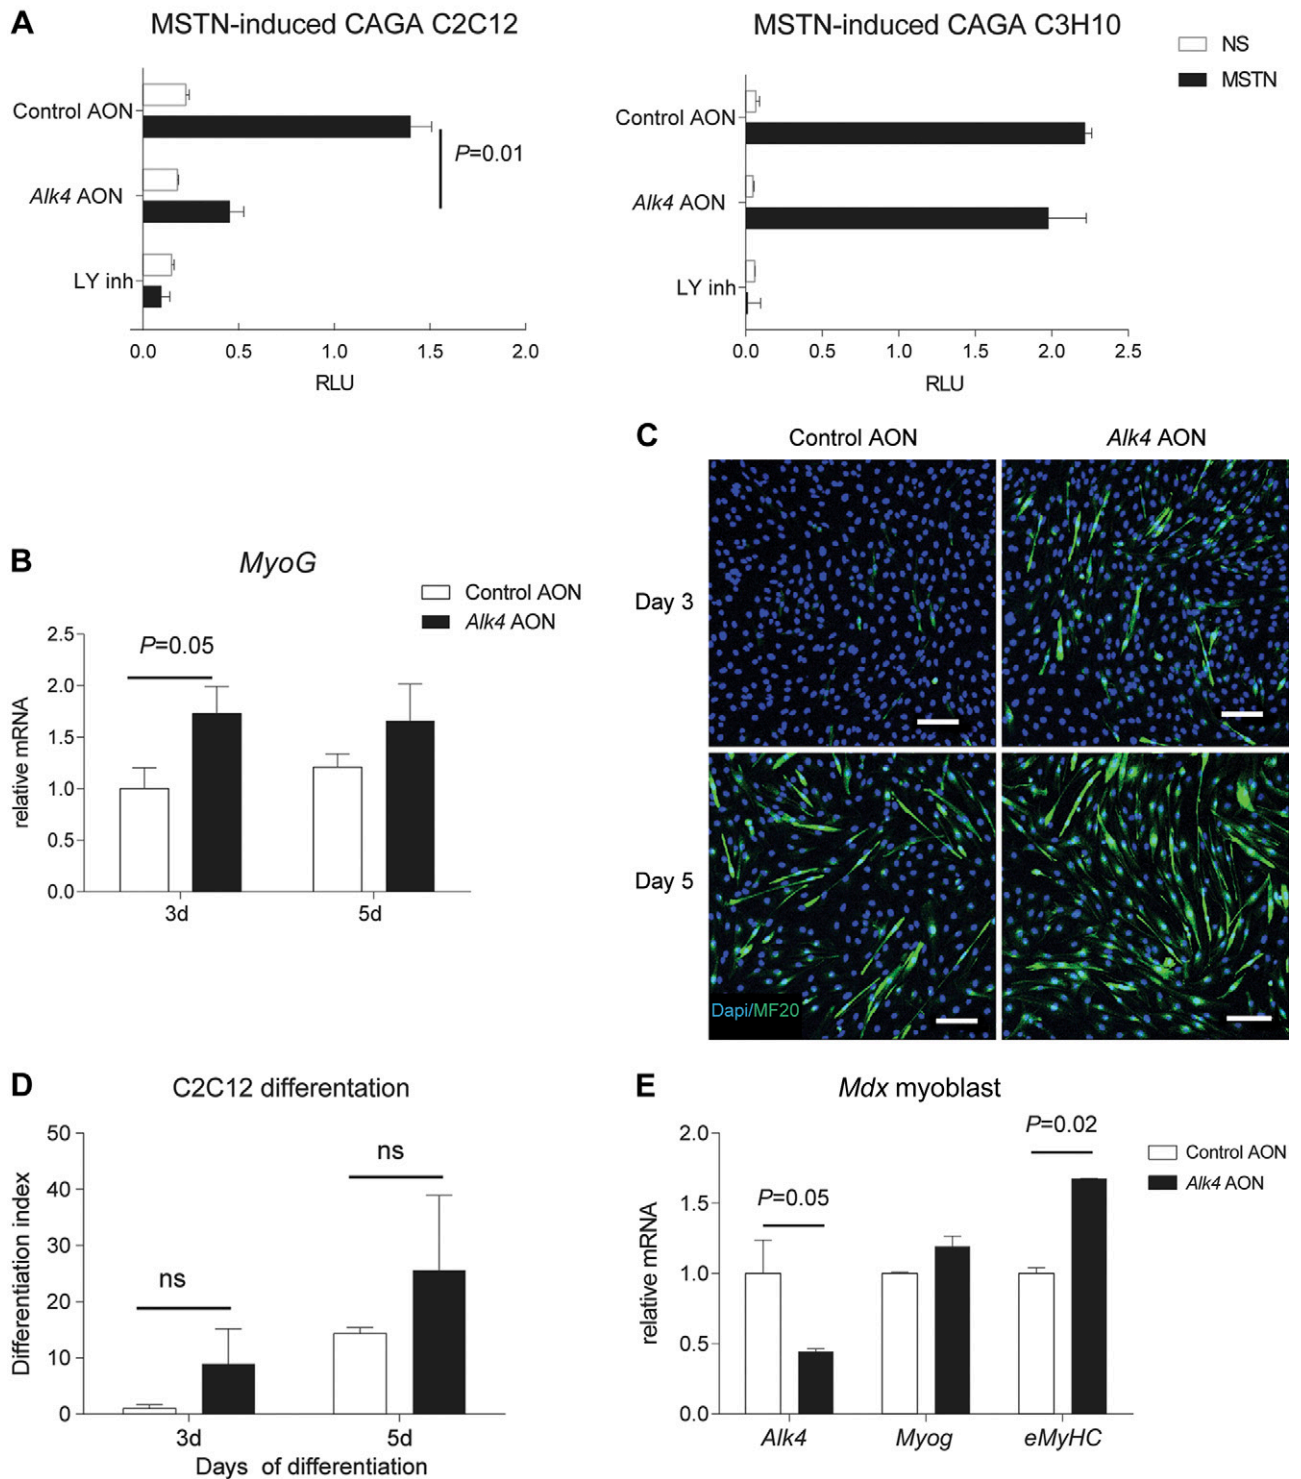 A
MSTN-induced CAGA C2C12
Control AON
Alk4 AON
LY inh
P=0.01
0.0 0.5 1.0 1.5 2.0
RLU
MSTN-induced CAGA C3H10
NS
MSTN
Control AON
Alk4 AON
LY inh
0.0 0.5 1.0 1.5 2.0 2.5
RLU
B
MyoG
Control AON
Alk4 AON
P=0.05
relative mRNA
2.5
2.0
1.5
1.0
0.5
0.0
3d 5d
C
Control AON Alk4 AON
Day 3
Day 5
Dapi/MF20
D
C2C12 differentation
Differentiation index
50
40
30
20
10
0
ns
ns
3d 5d
Days of differentiation
E
Mdx myoblast
Control AON
Alk4 AON
P=0.05
P=0.02
relative mRNA
2.0
1.5
1.0
0.5
0.0
Alk4 Myog eMyHC